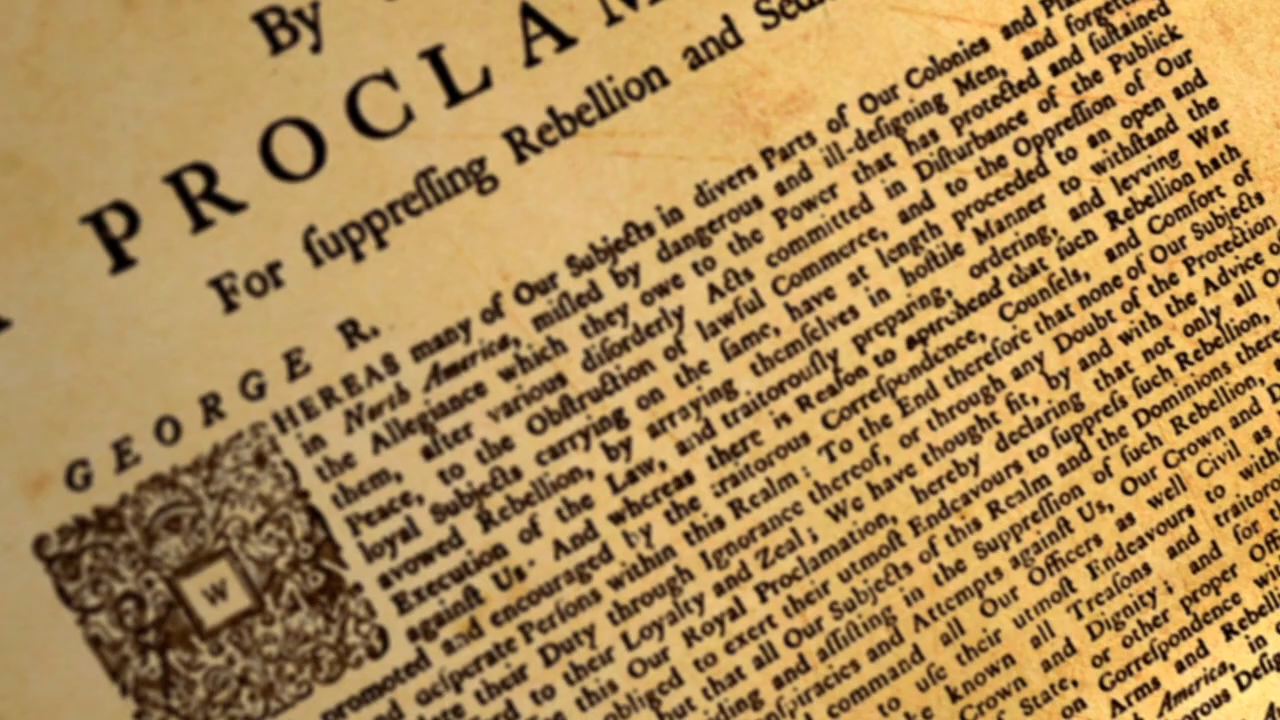 By
PROCLAM
For ſuppreſſing Rebellion and Sedi
GEORGE R.
WHEREAS many of Our Subjects in divers Parts of Our Colonies and Plan
in North America, miſled by dangerous and ill-deſigning Men, and forgetting
the Allegiance which they owe to the Power that has protected and ſuſtained
them, after various diſorderly Acts committed in Diſturbance of the Publick
Peace, to the Obſtruction of lawful Commerce, and to the Oppreſſion of Our
loyal Subjects carrying on the ſame, have at length proceeded to an open and
avowed Rebellion, by arraying themſelves in hoſtile Manner to withſtand the
Execution of the Law, and traitorouſly preparing, ordering, and levying War
againſt Us. And whereas there is Reaſon to apprehend that ſuch Rebellion hath
promoted and encouraged by the traitorous Correſpondence, Counſels, and Comfort of
nd deſperate Perſons within this Realm: To the End therefore that none of Our Subjects
their Duty through Ignorance thereof, or through any Doubt of the Protection
rd to their Loyalty and Zeal; We have thought fit, by and with the Advice of
this Our Royal Proclamation, hereby declaring that not only all O
obliged to exert their utmoſt Endeavours to ſuppreſs ſuch Rebellion,
but that all Our Subjects of this Realm and the Dominions there
iding and aſſiſting in the Suppreſſion of ſuch Rebellion,
onſpiracies and Attempts againſt Us, Our Crown and D
command all Our Officers as well Civil as
to uſe their utmoſt Endeavours to with
known all Treaſons and traitoro
Crown and Dignity; and for t
of State, or other proper Offi
on Correſpondence wi
Arms and Rebelli
America, in
W